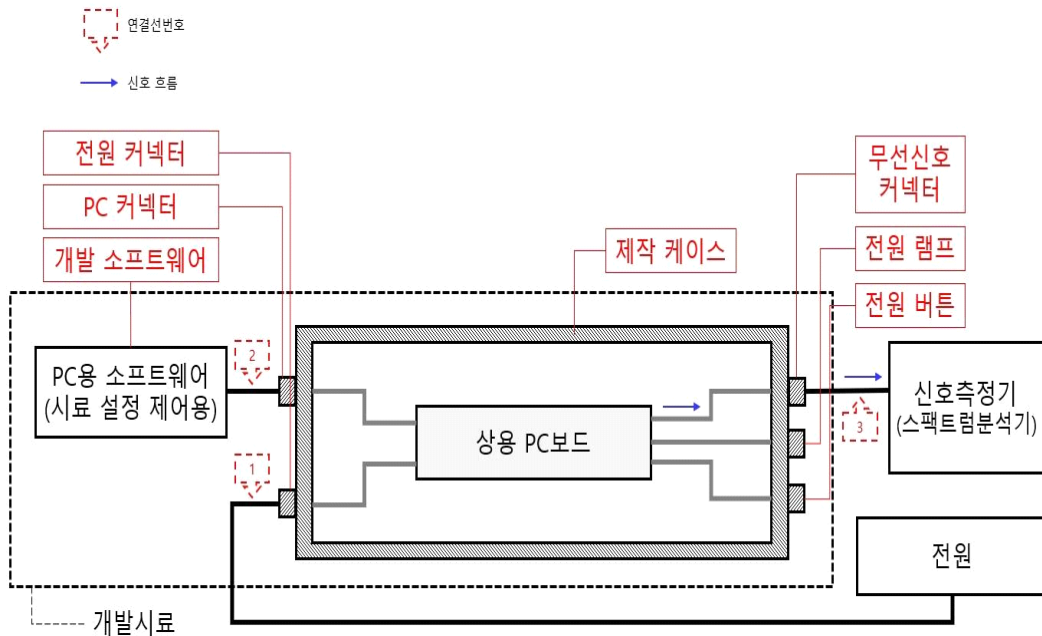 연결선번호
신호 흐름
전원 커넥터
PC 커넥터
개발 소프트웨어
제작 케이스
무선신호
커넥터
전원 램프
전원 버튼
PC용 소프트웨어
(시료 설정 제어용)
2
1
상용 PC보드
3
신호측정기
(스팩트럼분석기)
전원
개발시료